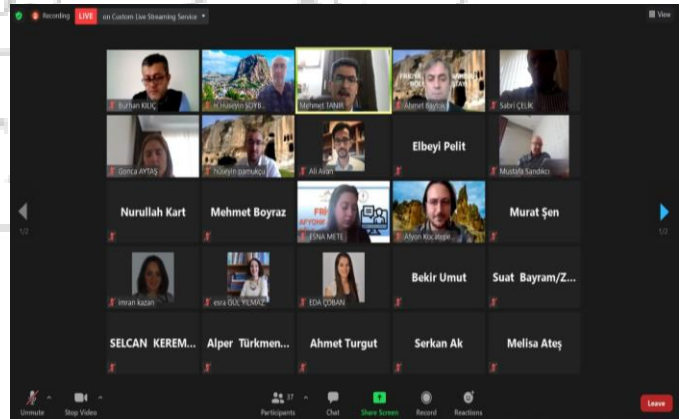 Recording LIVE on Custom Live Streaming Service
View
Burhan KILIÇ
H.Hüseyin SOYB...
Mehmet TANIR
Ahmet Baytok
Sabri ÇELİK
Gonca AYTAŞ
hüseyin pamukçu
Ali Avan
Elbeyi Pelit
Mustafa Sandıkcı
Nurullah Kart
Mehmet Boyraz
ESNA METE
Afyon Kocatepe...
Murat Şen
1/2
1/2
imran kazan
esra GÜL YILMAZ
EDA ÇOBAN
Bekir Umut
Suat Bayram/Z...
SELCAN KEREM...
Alper Türkmen...
Ahmet Turgut
Serkan Ak
Melisa Ateş
Unmute
Stop Video
37
Participants
Chat
Share Screen
Record
Reactions
Leave